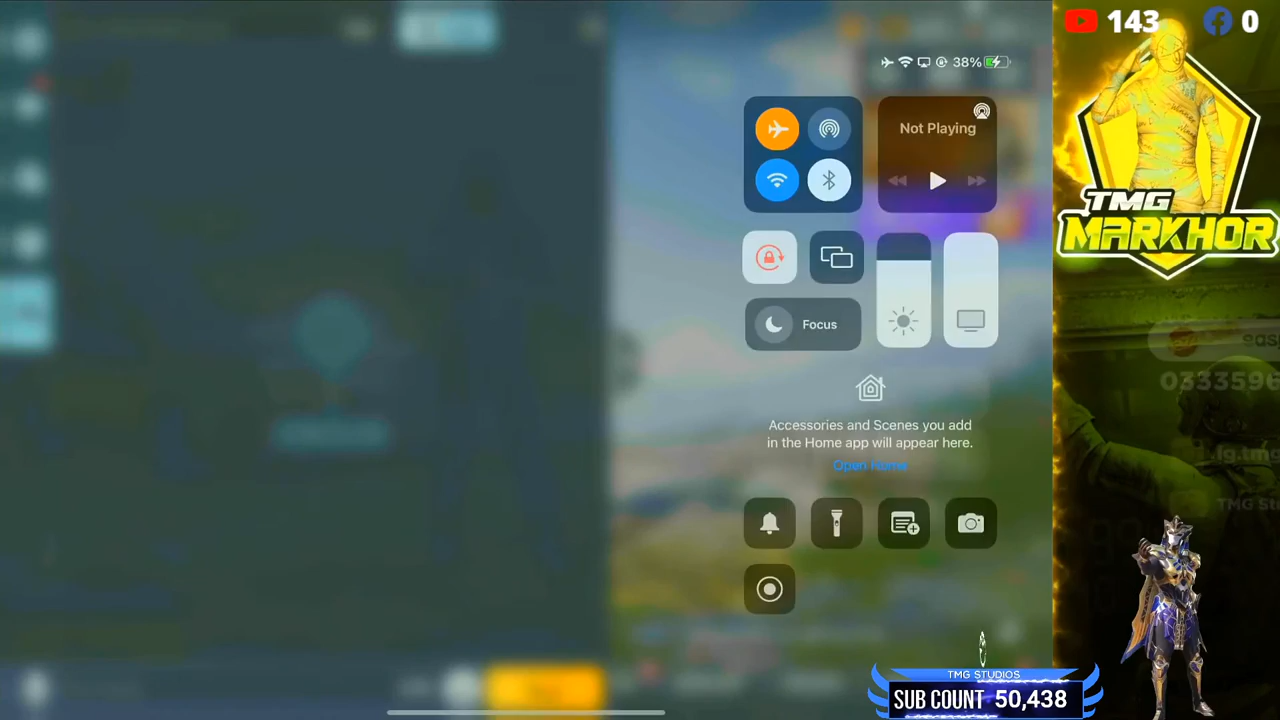 143
0
38%
Not Playing
Focus
Accessories and Scenes you add
in the Home app will appear here.
Open Home
TMG
MARKHOR
0333596
TMG STUDIOS
SUB COUNT 50,438